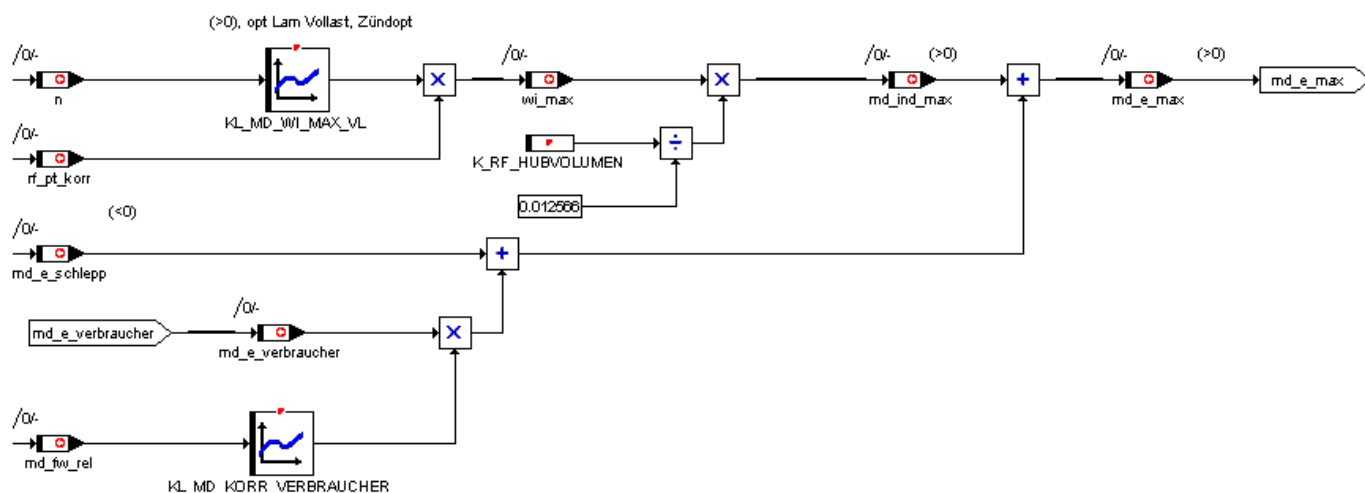 (>0), opt Lam Vollast, Zündopt
/0/-
n
KL_MD_WI_MAX_VL
/0/-
wi_max
/0/-
(>0)
md_ind_max
/0/-
(>0)
md_e_max
md_e_max
/0/-
rf_pt_korr
K_RF_HUBVOLUMEN
0.012566
(<0)
/0/-
md_e_schlepp
/0/-
md_e_verbraucher
md_e_verbraucher
/0/-
md_fw_rel
KL_MD_KORR_VERBRAUCHER